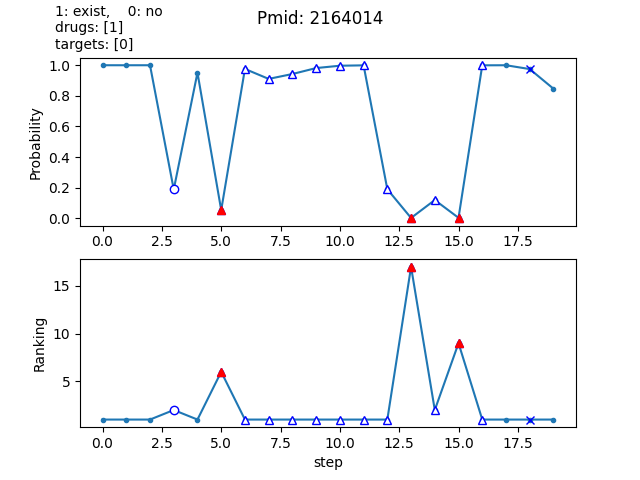 1: exist,    0: no
drugs: [1]
targets: [0]
Pmid: 2164014
Probability
1.0
0.8
0.6
0.4
0.2
0.0
0.0 2.5 5.0 7.5 10.0 12.5 15.0 17.5
Ranking
15
10
5
0.0 2.5 5.0 7.5 10.0 12.5 15.0 17.5
step